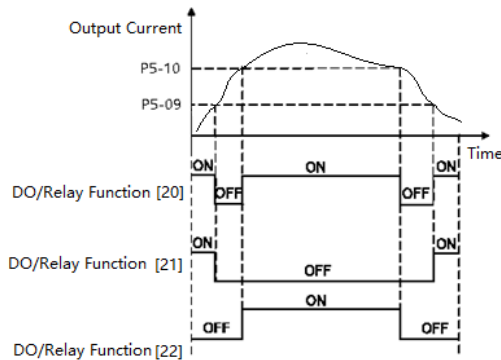 Output Current
P5-10
P5-09
Time
ON ON ON
DO/Relay Function [20] OFF OFF
ON ON
DO/Relay Function [21] OFF
ON
OFF OFF
DO/Relay Function [22]